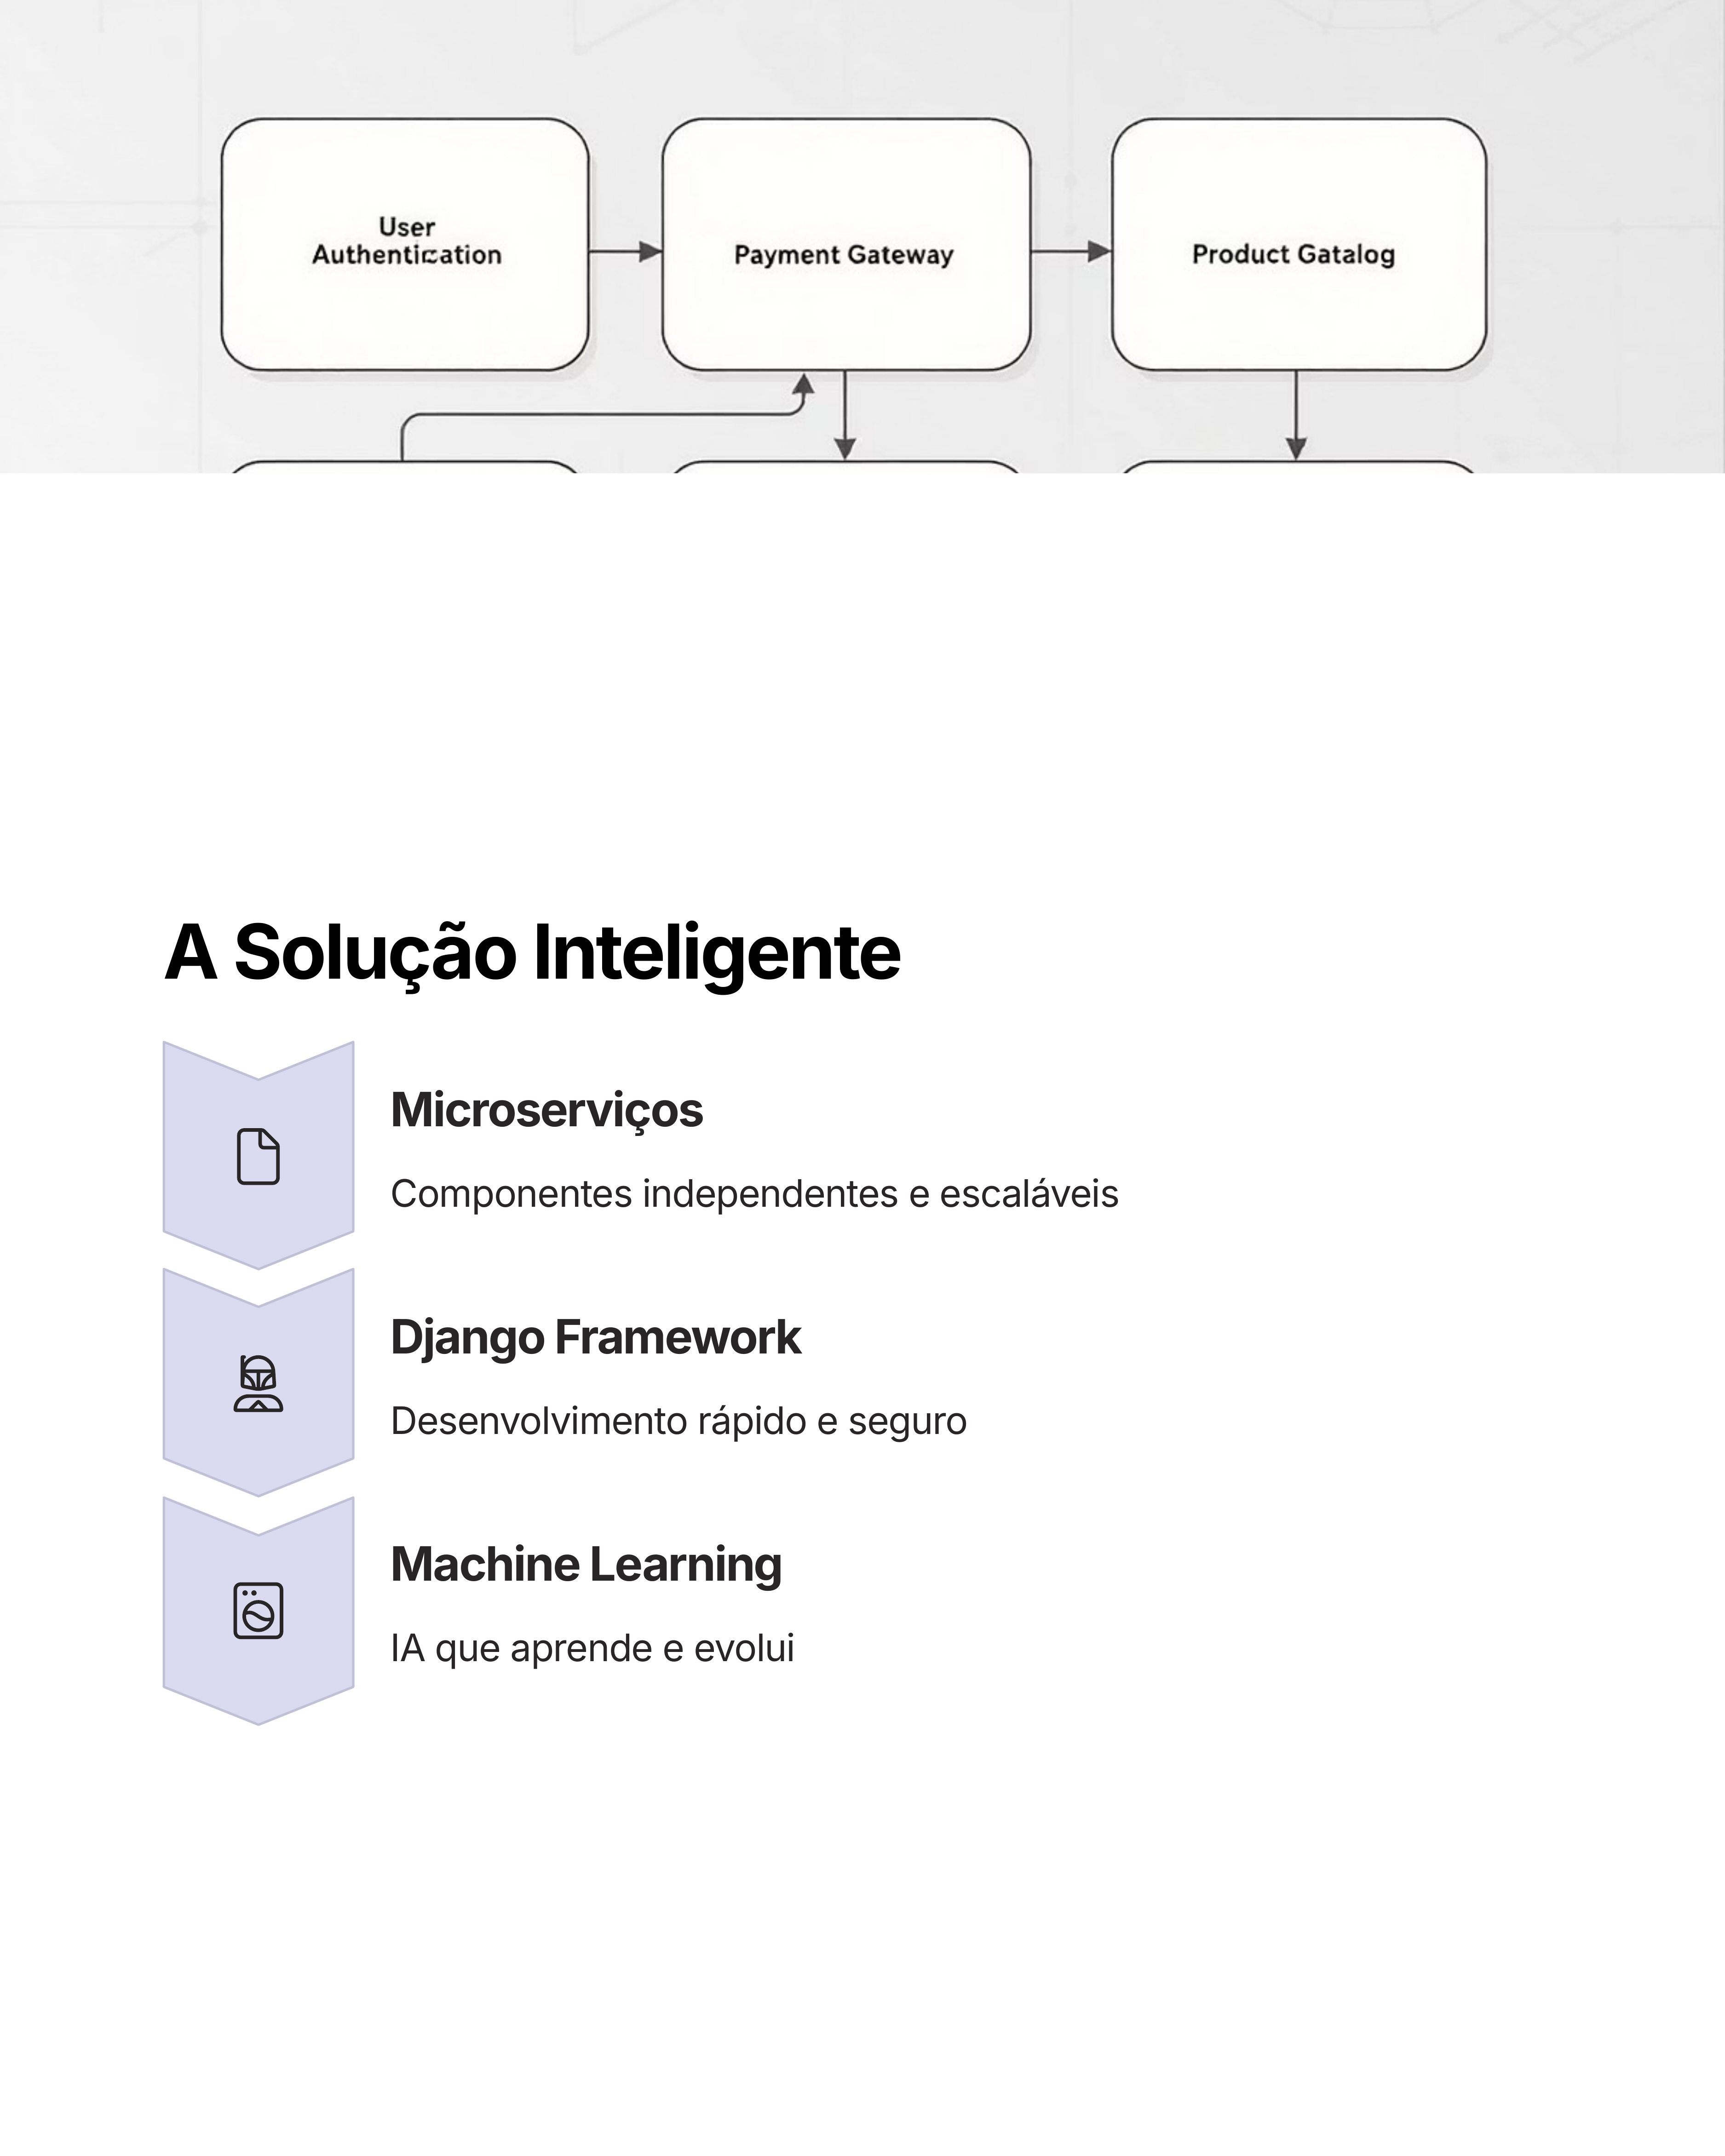 User
Authentication
Payment Gateway
Product Gatalog
A Solução Inteligente
Microserviços
Componentes independentes e escaláveis
Django Framework
Desenvolvimento rápido e seguro
Machine Learning
IA que aprende e evolui